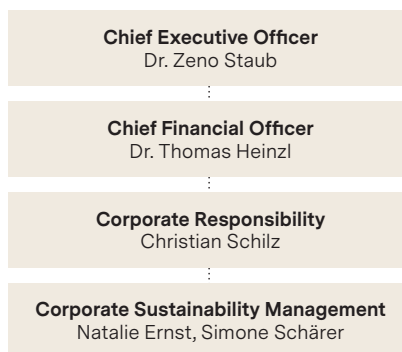 Chief Executive Officer
Dr. Zeno Staub
Chief Financial Officer
Dr. Thomas Heinzl
Corporate Responsibility
Christian Schilz
Corporate Sustainability Management
Natalie Ernst, Simone Schärer